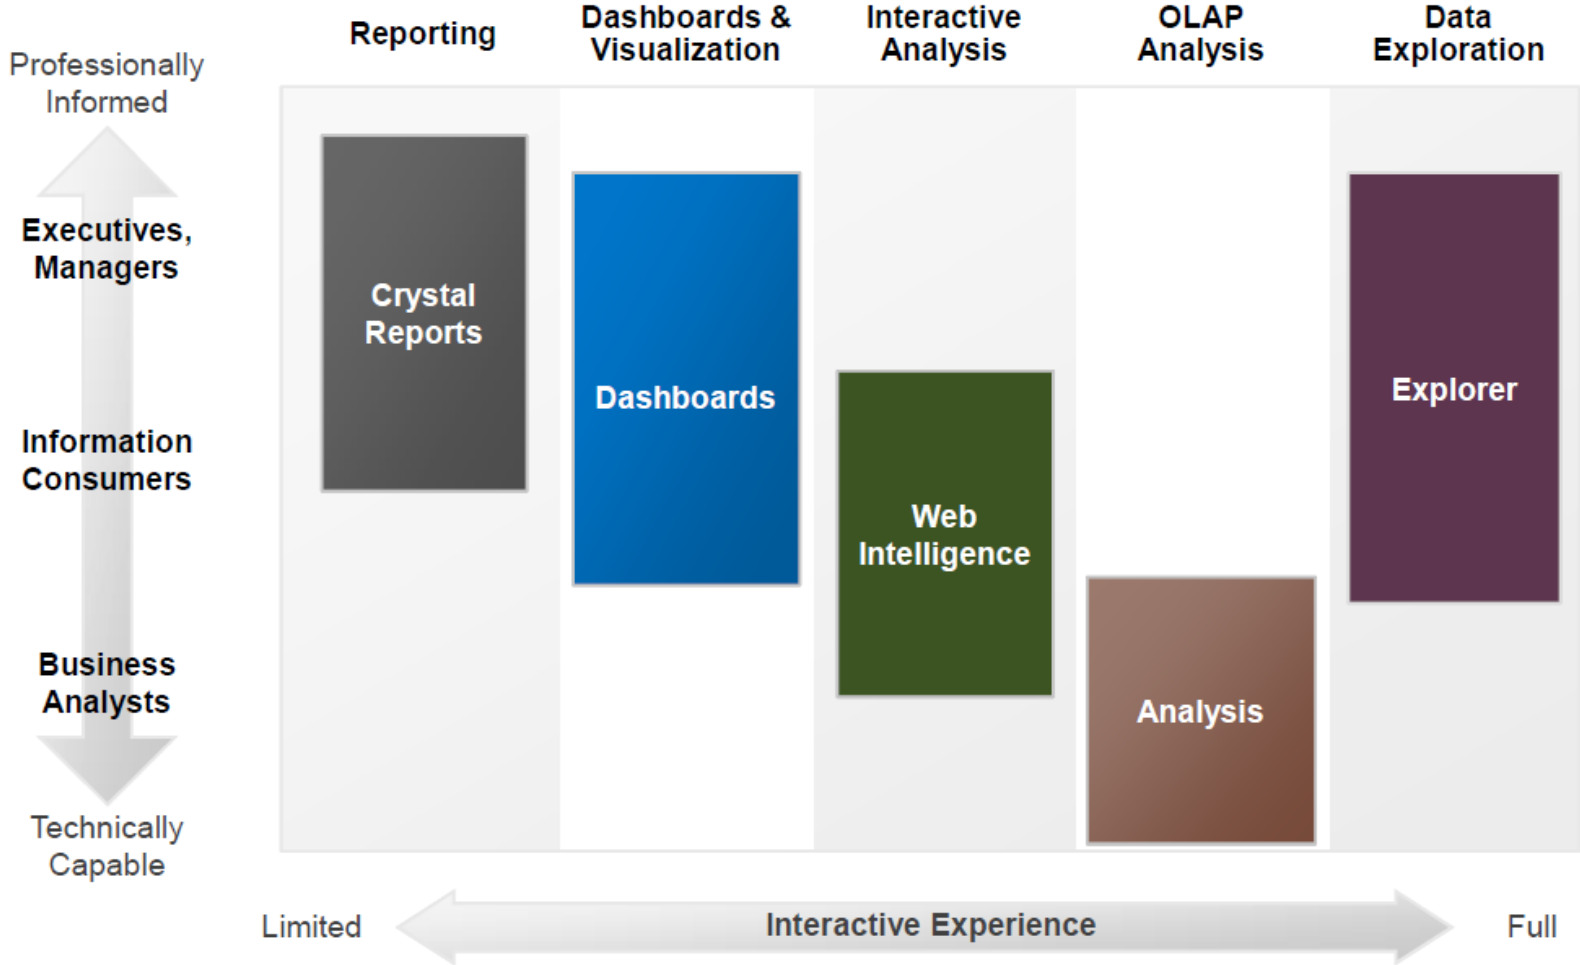 Reporting
Dashboards &
Visualization
Interactive
Analysis
OLAP
Analysis
Data
Exploration
Professionally
Informed
Executives,
Managers
Information
Consumers
Business
Analysts
Technically
Capable
Crystal
Reports
Dashboards
Web
Intelligence
Analysis
Explorer
Limited
Interactive Experience
Full